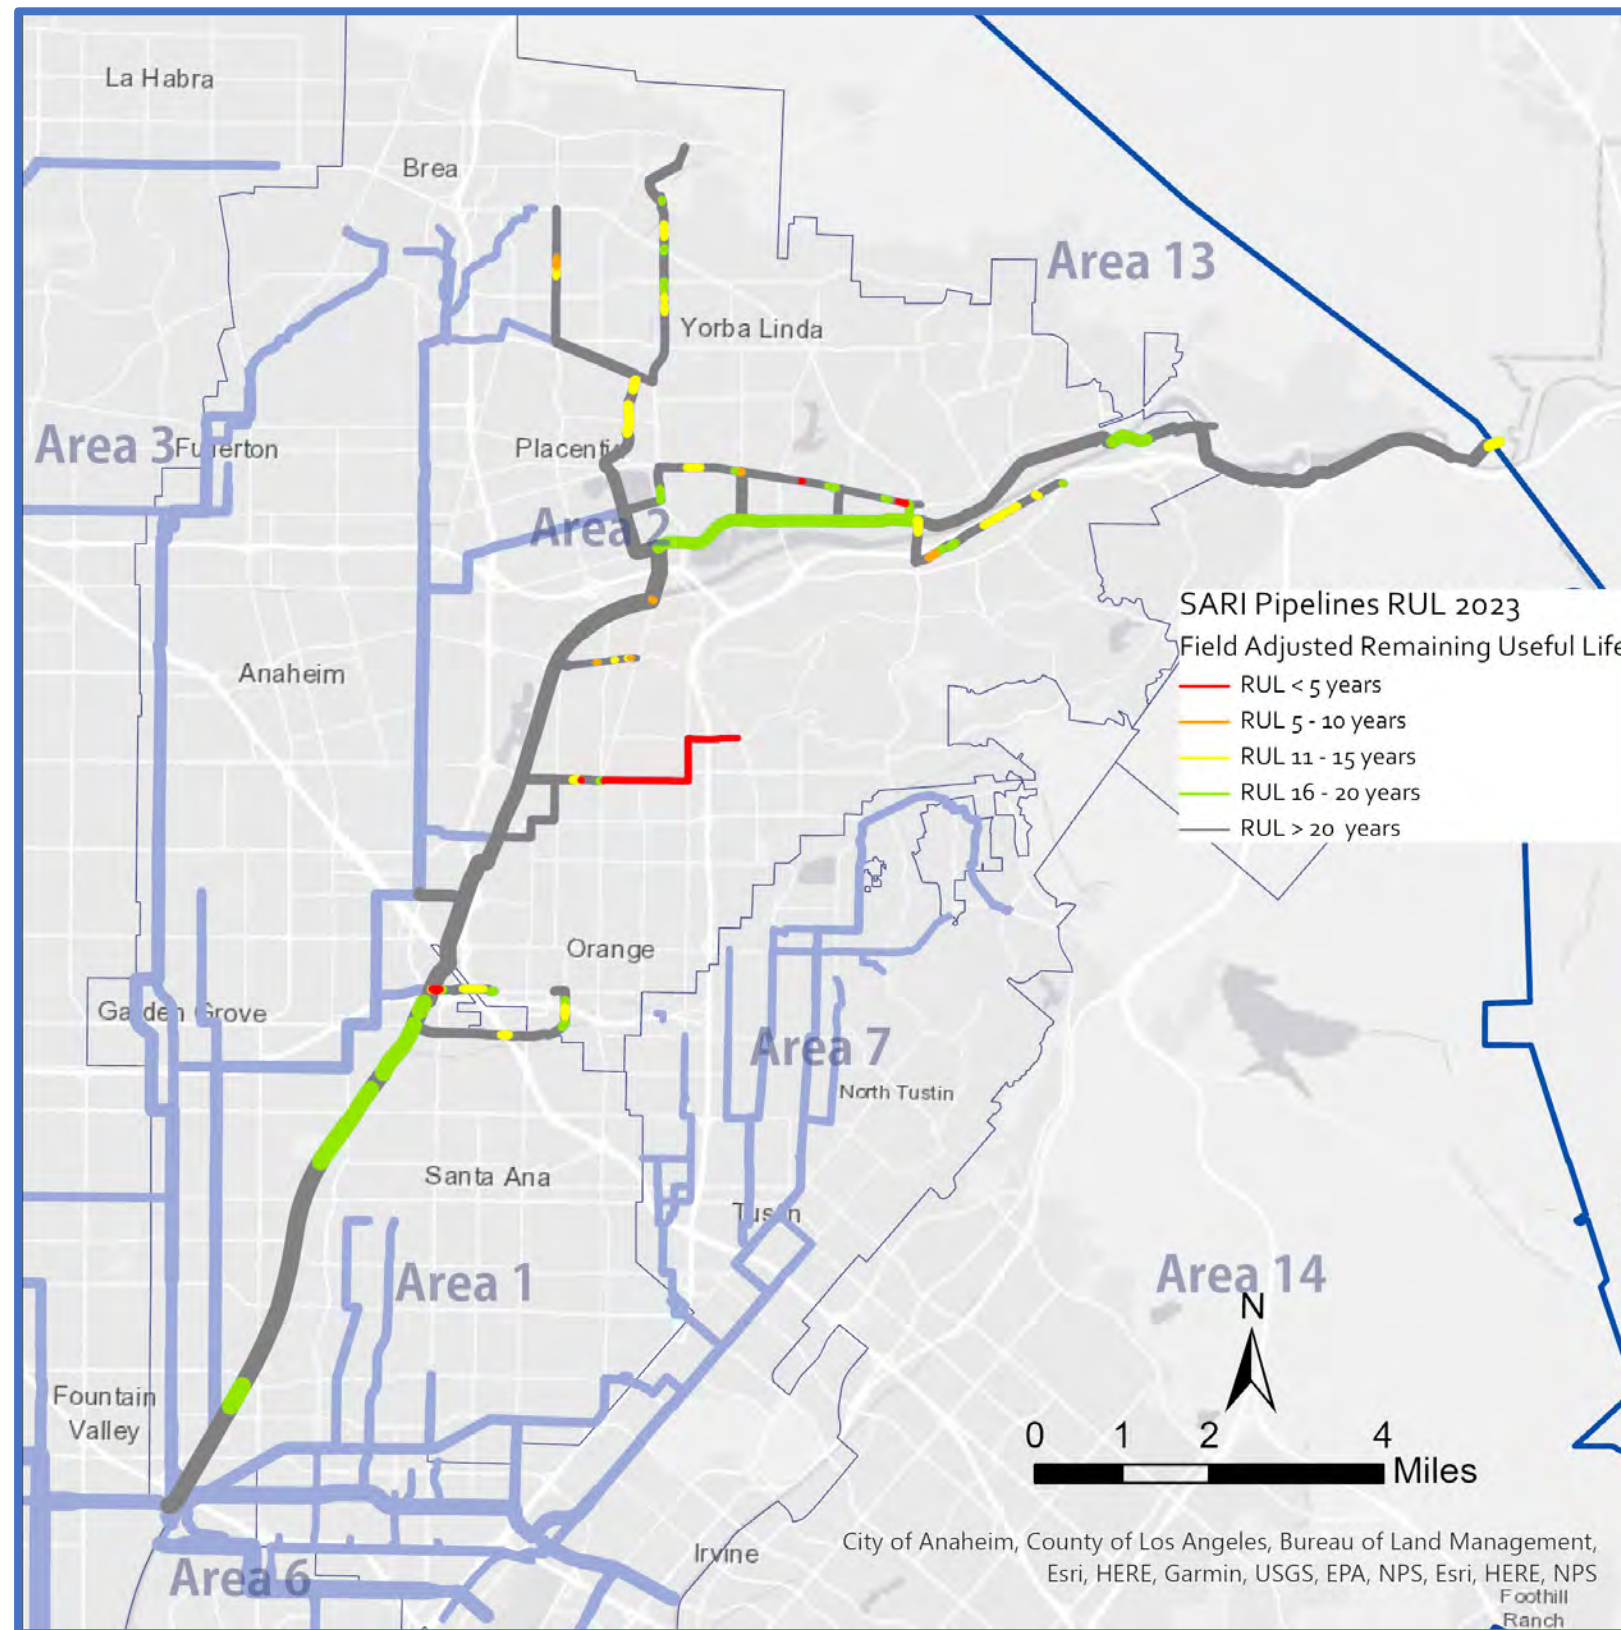 La Habra
Brea
Area 13
Yorba Linda
Area 3
Fullerton
Placentia
Area 2
SARI Pipelines RUL 2023
Field Adjusted Remaining Useful Life
RUL < 5 years
RUL 5 - 10 years
RUL 11 - 15 years
RUL 16 - 20 years
RUL > 20 years
Anaheim
Orange
Garden Grove
Area 7
North Tustin
Santa Ana
Tustin
Area 1
Area 14
N
Fountain
Valley
0 1 2 4
Miles
Irvine
Area 6
City of Anaheim, County of Los Angeles, Bureau of Land Management,
Esri, HERE, Garmin, USGS, EPA, NPS, Esri, HERE, NPS
Foothill
Ranch